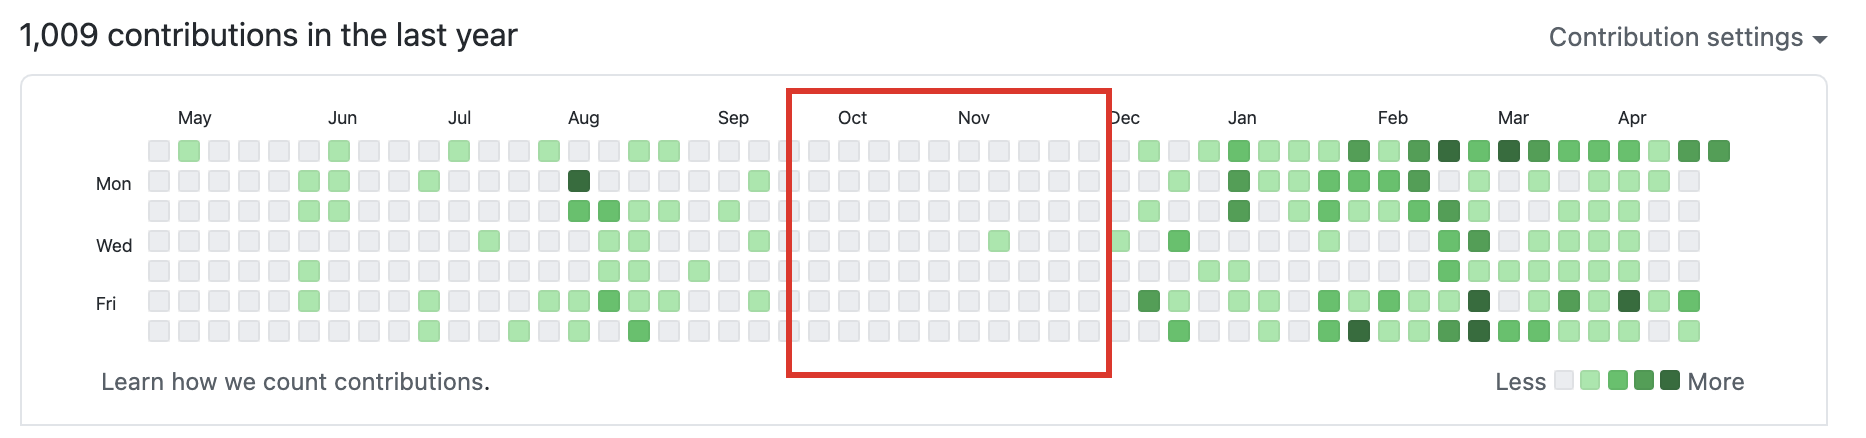 1,009 contributions in the last year
Contribution settings
May Jun Jul Aug Sep Oct Nov Dec Jan Feb Mar Apr
Mon
Wed
Fri
Learn how we count contributions.
Less More